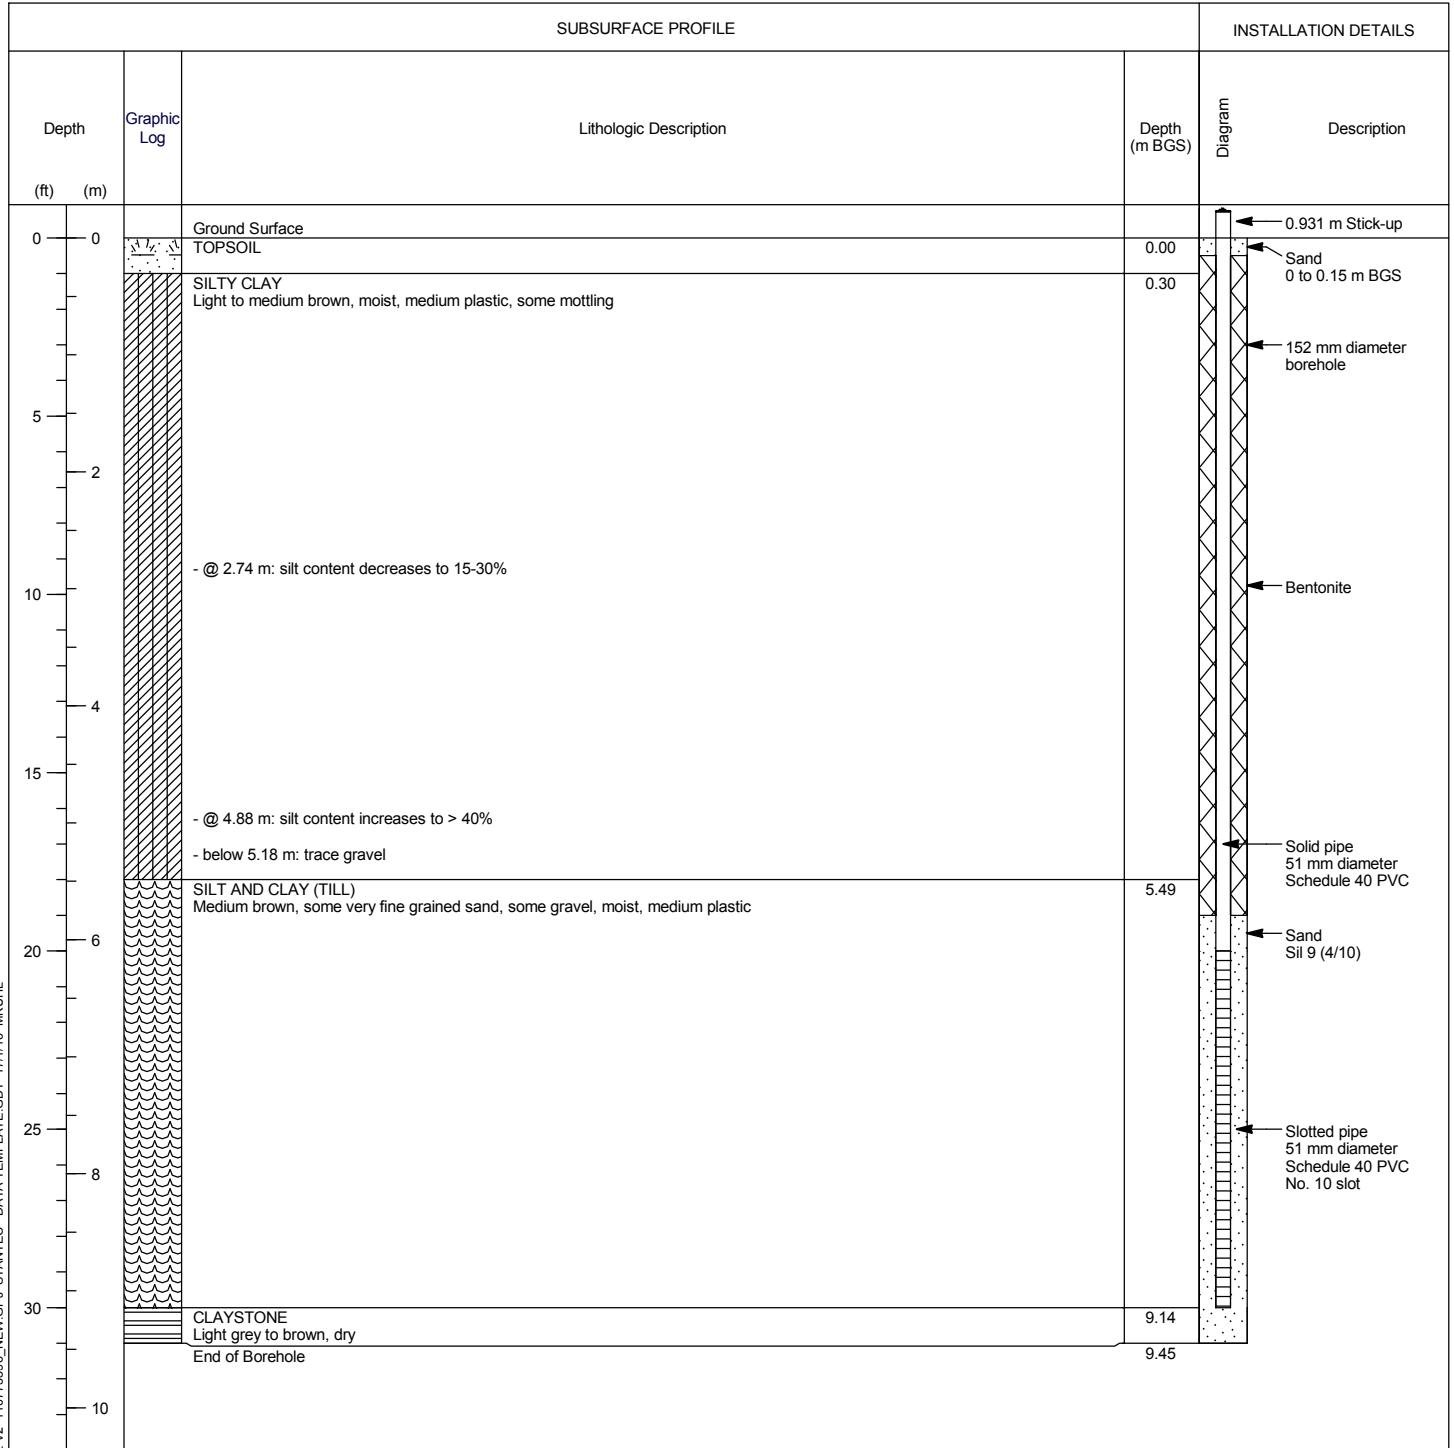 SUBSURFACE PROFILE
INSTALLATION DETAILS
Depth
(ft)
(m)
Graphic
Log
Lithologic Description
Depth
(m BGS)
Diagram
Description
Ground Surface
0.931 m Stick-up
0
0
TOPSOIL
0.00
Sand
0 to 0.15 m BGS
SILTY CLAY
0.30
Light to medium brown, moist, medium plastic, some mottling
152 mm diameter
borehole
5
2
- @ 2.74 m: silt content decreases to 15-30%
10
Bentonite
4
15
- @ 4.88 m: silt content increases to > 40%
- below 5.18 m: trace gravel
Solid pipe
51 mm diameter
Schedule 40 PVC
SILT AND CLAY (TILL)
5.49
Medium brown, some very fine grained sand, some gravel, moist, medium plastic
6
20
Sand
Sil 9 (4/10)
25
8
Slotted pipe
51 mm diameter
Schedule 40 PVC
No. 10 slot
30
CLAYSTONE
9.14
Light grey to brown, dry
End of Borehole
9.45
10